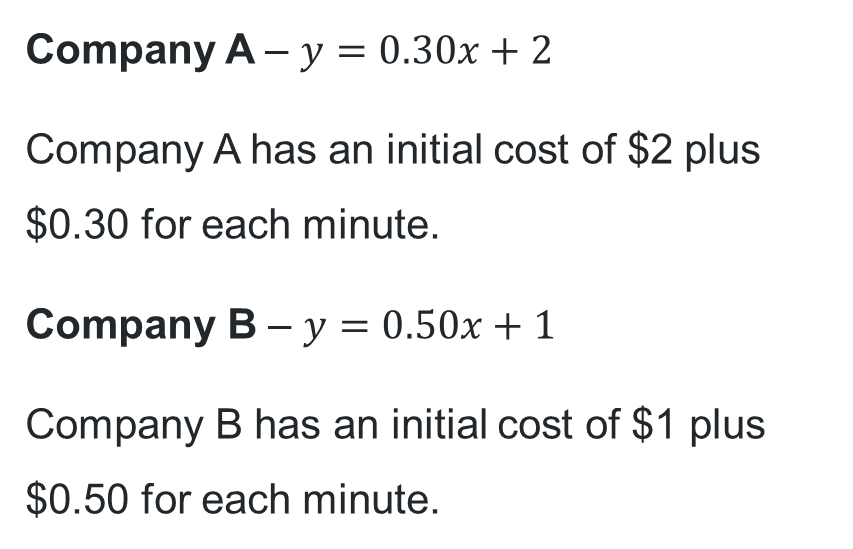 Company A – y = 0.30x + 2
Company A has an initial cost of $2 plus
$0.30 for each minute.
Company B – y = 0.50x + 1
Company B has an initial cost of $1 plus
$0.50 for each minute.